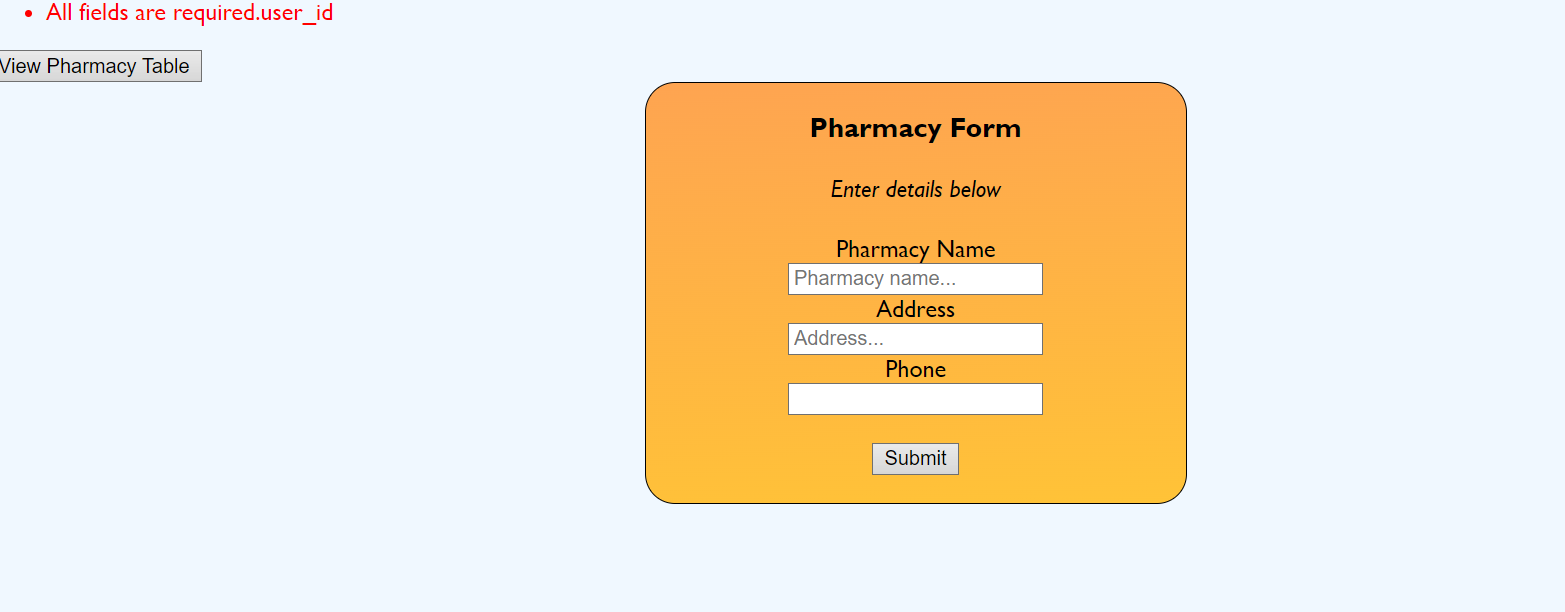 All fields are required.user_id
View Pharmacy Table
Pharmacy Form
Enter details below
Pharmacy Name
Pharmacy name...
Address
Address...
Phone
Submit